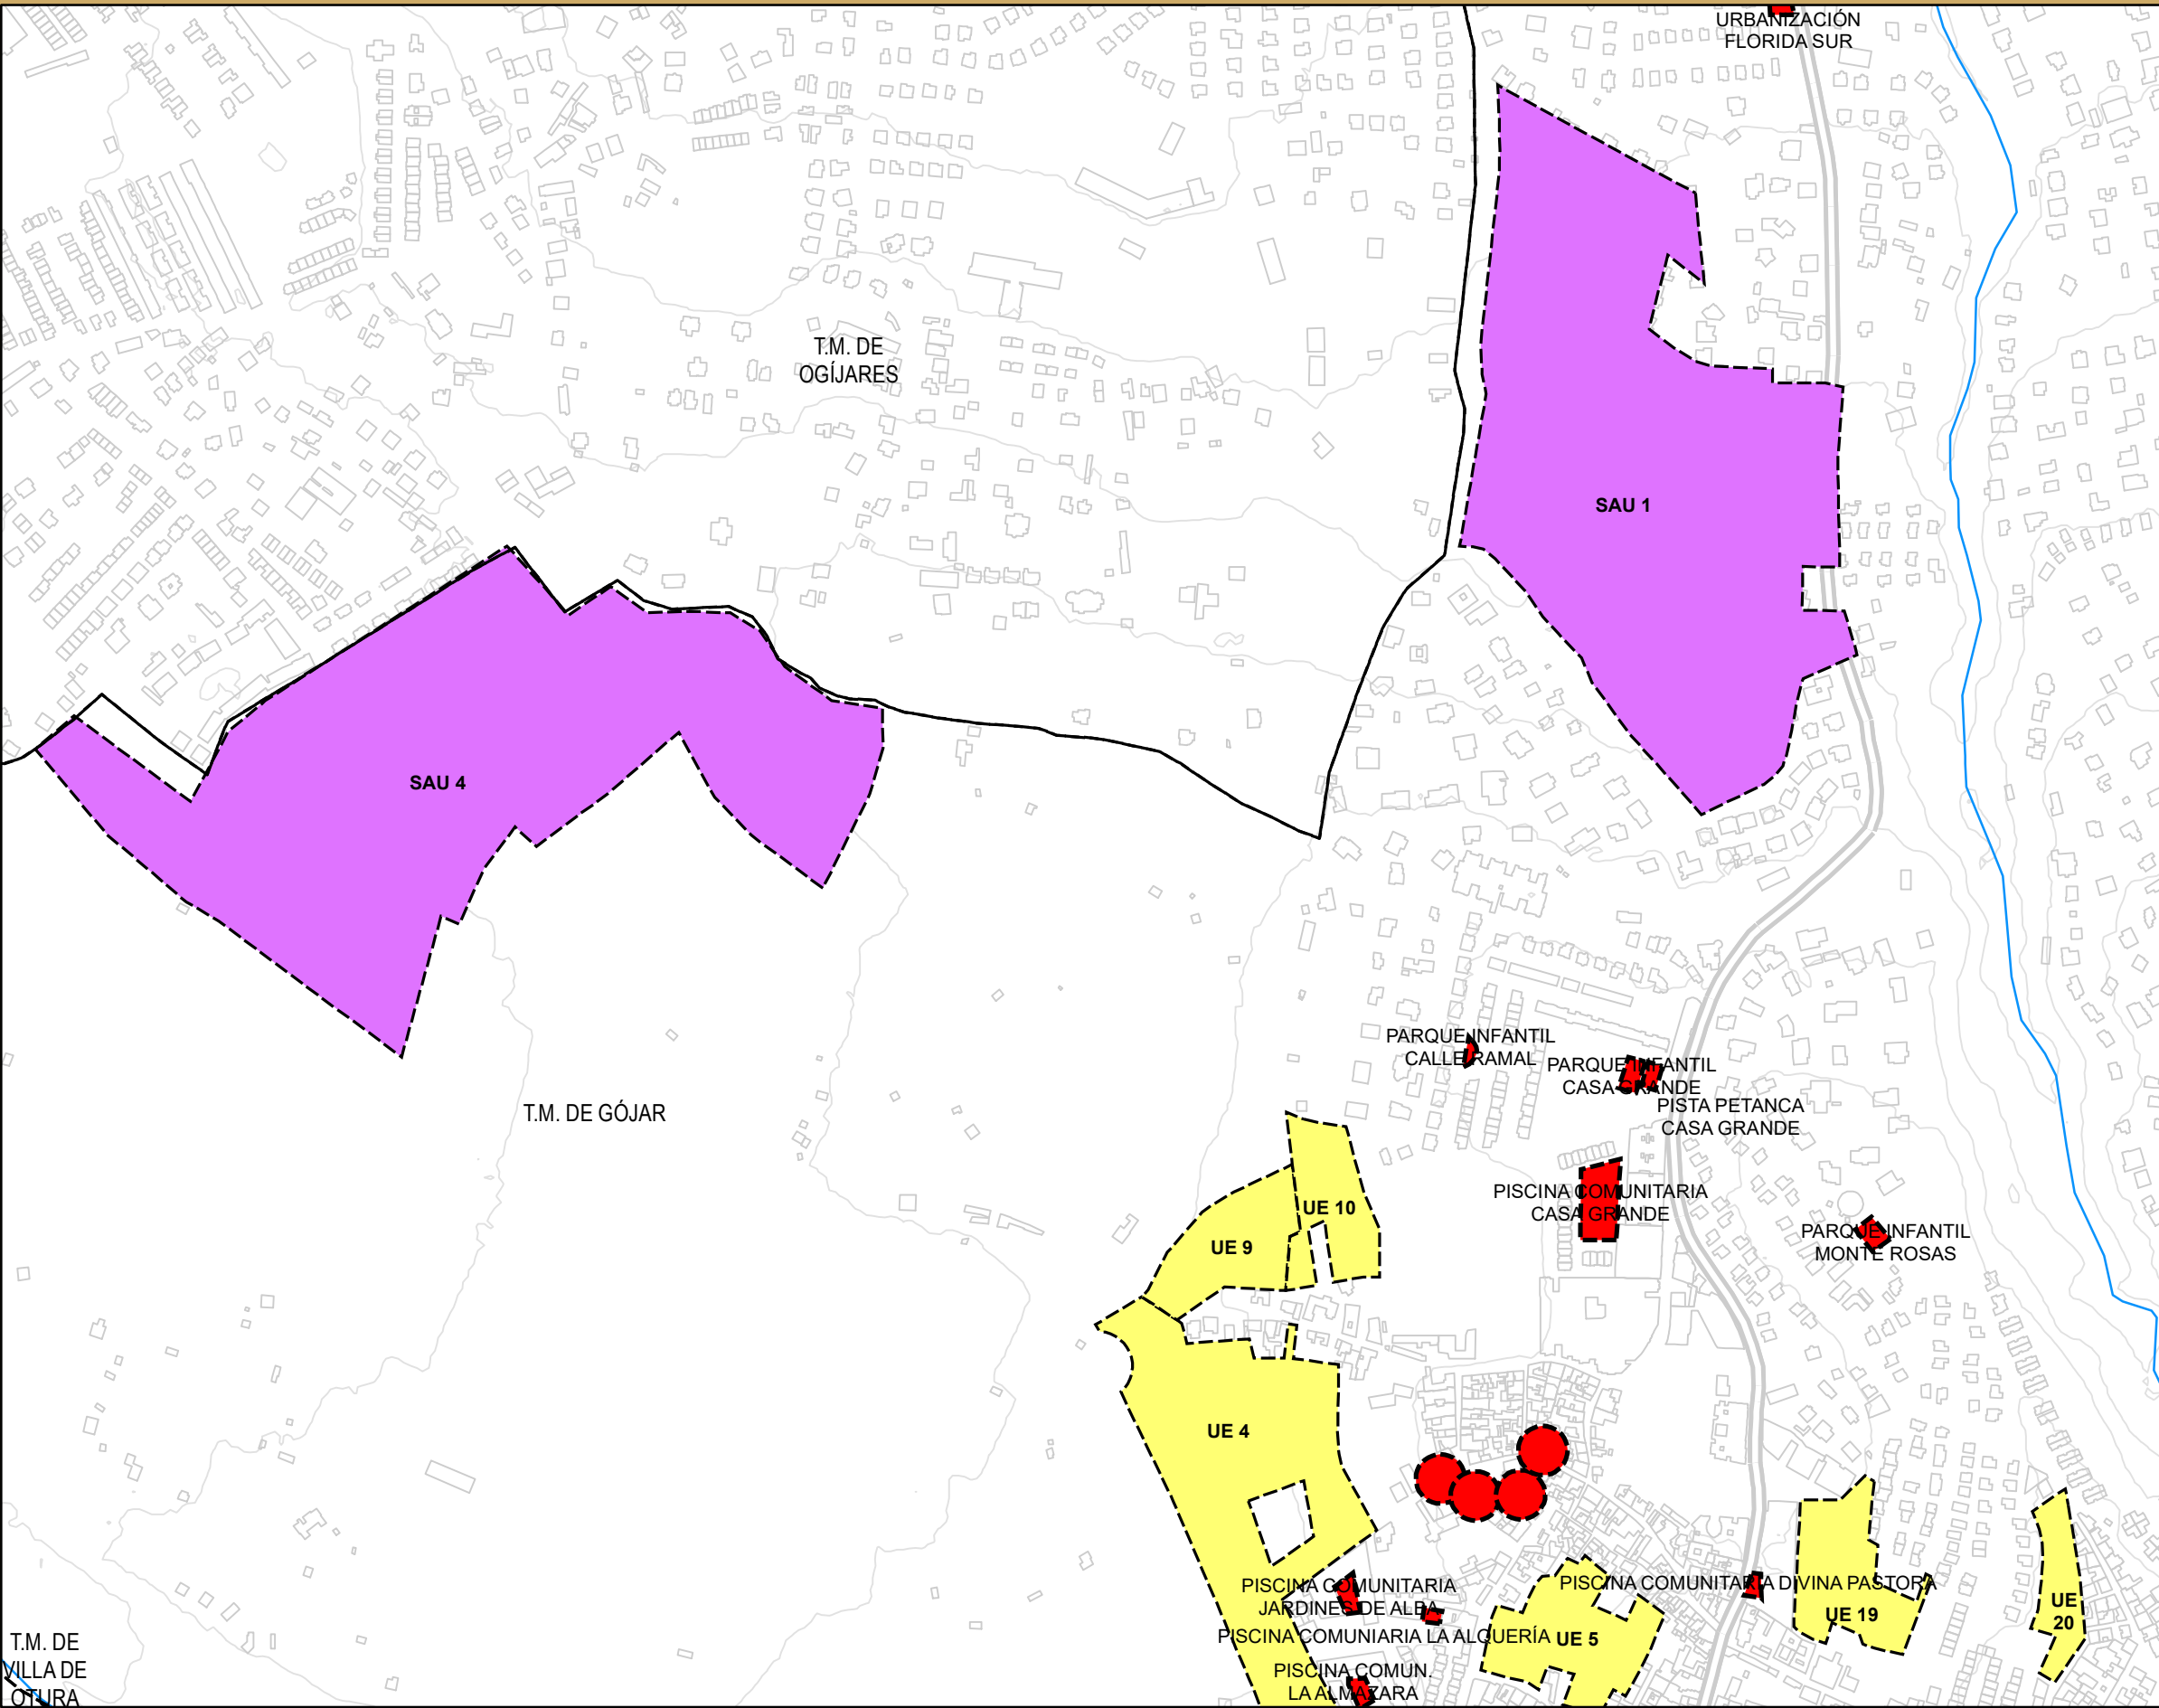 URBANIZACIÓN
FLORIDA SUR
T.M. DE
OGÍJARES
SAU 1
SAU 4
PARQUE INFANTIL
CALLE RAMAL
PARQUE INFANTIL
CASA GRANDE
PISTA PETANCA
CASA GRANDE
T.M. DE GÓJAR
PISCINA COMUNITARIA
CASA GRANDE
UE 10
UE 9
PARQUE INFANTIL
MONTE ROSAS
UE 4
PISCINA COMUNITARIA
JARDINES DE ALBA
PISCINA COMUNITARIA DIVINA PASTORA
UE 19
UE
20
PISCINA COMUNIARIA LA ALQUERÍA
UE 5
T.M. DE
VILLA DE
OTURA
PISCINA COMUN.
LA ALMAZARA